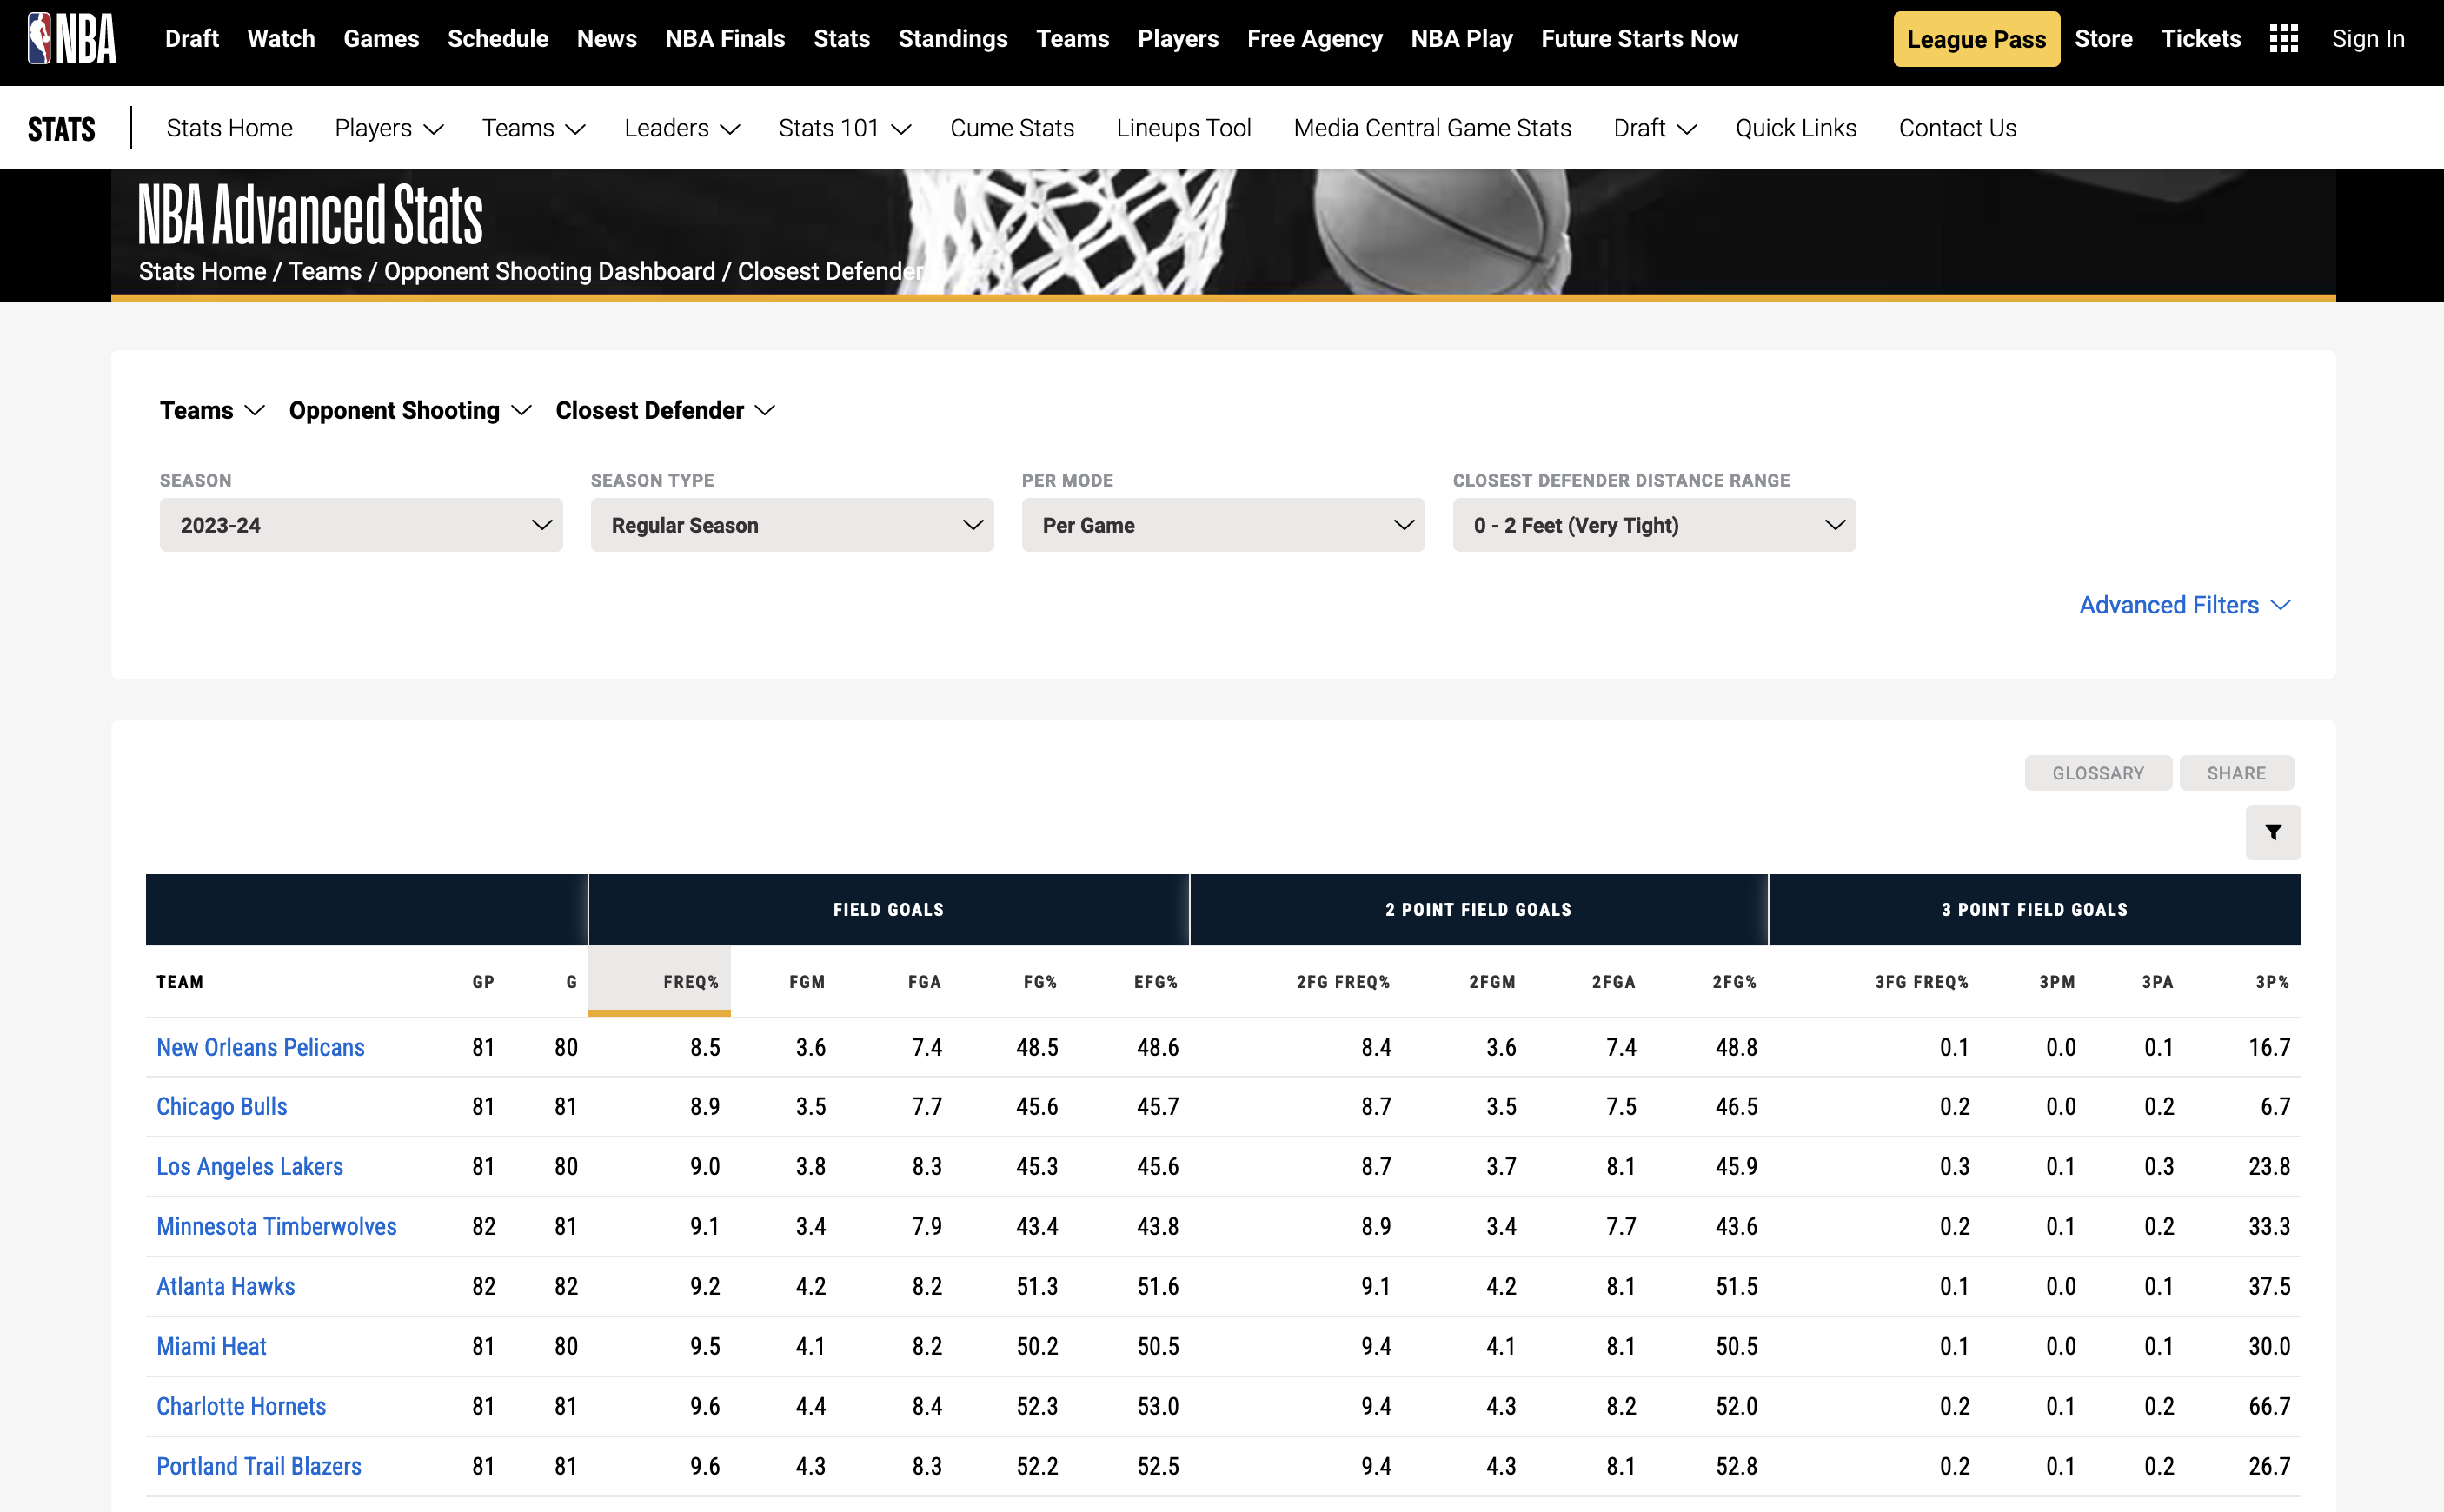 NBA Draft Watch Games Schedule News NBA Finals Stats Standings Teams Players Free Agency NBA Play Future Starts Now League Pass Store Tickets Sign In
STATS Stats Home Players Teams Leaders Stats 101 Cume Stats Lineups Tool Media Central Game Stats Draft Quick Links Contact Us
NBA Advanced Stats
Stats Home / Teams / Opponent Shooting Dashboard / Closest Defender
Teams Opponent Shooting Closest Defender
SEASON SEASON TYPE PER MODE CLOSEST DEFENDER DISTANCE RANGE
2023-24 Regular Season Per Game 0 - 2 Feet (Very Tight)
Advanced Filters
GLOSSARY SHARE
FIELD GOALS 2 POINT FIELD GOALS 3 POINT FIELD GOALS
TEAM GP G FREQ% FGM FGA FG% EFG% 2FG FREQ% 2FGM 2FGA 2FG% 3FG FREQ% 3PM 3PA 3P%
New Orleans Pelicans 81 80 8.5 3.6 7.4 48.5 48.6 8.4 3.6 7.4 48.8 0.1 0.0 0.1 16.7
Chicago Bulls 81 81 8.9 3.5 7.7 45.6 45.7 8.7 3.5 7.5 46.5 0.2 0.0 0.2 6.7
Los Angeles Lakers 81 80 9.0 3.8 8.3 45.3 45.6 8.7 3.7 8.1 45.9 0.3 0.1 0.3 23.8
Minnesota Timberwolves 82 81 9.1 3.4 7.9 43.4 43.8 8.9 3.4 7.7 43.6 0.2 0.1 0.2 33.3
Atlanta Hawks 82 82 9.2 4.2 8.2 51.3 51.6 9.1 4.2 8.1 51.5 0.1 0.0 0.1 37.5
Miami Heat 81 80 9.5 4.1 8.2 50.2 50.5 9.4 4.1 8.1 50.5 0.1 0.0 0.1 30.0
Charlotte Hornets 81 81 9.6 4.4 8.4 52.3 53.0 9.4 4.3 8.2 52.0 0.2 0.1 0.2 66.7
Portland Trail Blazers 81 81 9.6 4.3 8.3 52.2 52.5 9.4 4.3 8.1 52.8 0.2 0.1 0.2 26.7